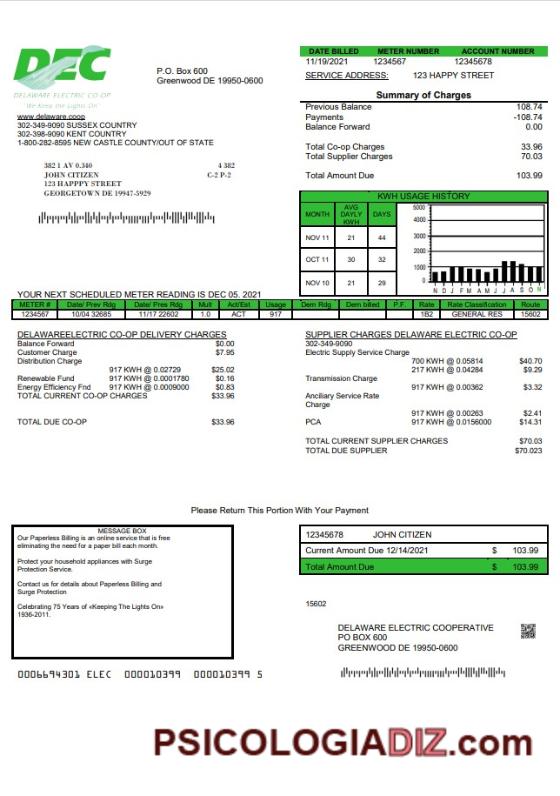 DEC
DELAWARE ELECTRIC CO-OP
"We Keep the Lights On"
P.O. Box 600
Greenwood DE 19950-0600
www.delaware.coop
302-349-9090 SUSSEX COUNTRY
302-398-9090 KENT COUNTRY
1-800-282-8595 NEW CASTLE COUNTY/OUT OF STATE
382 1 AV 0.340 4 382
JOHN CITIZEN C-2 P-2
123 HAPPPY STREET
GEORGETOWN DE 19947-5929
DATE BILLED METER NUMBER ACCOUNT NUMBER
11/19/2021 1234567 12345678
SERVICE ADDRESS: 123 HAPPY STREET
Summary of Charges
Previous Balance 108.74
Payments -108.74
Balance Forward 0.00
Total Co-op Charges 33.96
Total Supplier Charges 70.03
Total Amount Due 103.99
KWH USAGE HISTORY
MONTH AVG DAYLY KWH DAYS
NOV 11 21 44
OCT 11 30 32
NOV 10 21 29
5000
4000
3000
2000
1000
0
N D J F M A M J J A S O N
YOUR NEXT SCHEDULED METER READING IS DEC 05, 2021
METER # Date/ Prev Rdg Date/ Pres Rdg Mult Act/Est Usage Dem Rdg Dem billed P.F. Rate Rate Classification Route
1234567 10/04 32685 11/17 22602 1.0 ACT 917 1B2 GENERAL RES 15602
DELAWAREELECTRIC CO-OP DELIVERY CHARGES
Balance Forward $0.00
Customer Charge $7.95
Distribution Charge
917 KWH @ 0.02729 $25.02
Renewable Fund 917 KWH @ 0.0001780 $0.16
Energy Efficiency Fnd 917 KWH @ 0.0009000 $0.83
TOTAL CURRENT CO-OP CHARGES $33.96
TOTAL DUE CO-OP $33.96
SUPPLIER CHARGES DELAWARE ELECTRIC CO-OP
302-349-9090
Electric Supply Service Charge
700 KWH @ 0.05814 $40.70
217 KWH @ 0.04284 $9.29
Transmission Charge
917 KWH @ 0.00362 $3.32
Anciliary Service Rate
Charge
917 KWH @ 0.00263 $2.41
PCA 917 KWH @ 0.0156000 $14.31
TOTAL CURRENT SUPPLIER CHARGES $70.03
TOTAL DUE SUPPLIER $70.023
Please Return This Portion With Your Payment
MESSAGE BOX
Our Paperless Billing is an online service that is free
eliminating the need for a paper bill each month.
Protect your household appliances with Surge
Protection Service.
Contact us for details about Paperless Billing and
Surge Protection
Celebrating 75 Years of «Keeping The Lights On»
1936-2011.
12345678 JOHN CITIZEN
Current Amount Due 12/14/2021 $ 103.99
Total Amount Due $ 103.99
15602
DELAWARE ELECTRIC COOPERATIVE
PO BOX 600
GREENWOOD DE 19950-0600
0006694301 ELEC 000010399 000010399 5
PSICOLOGIADIZ.com